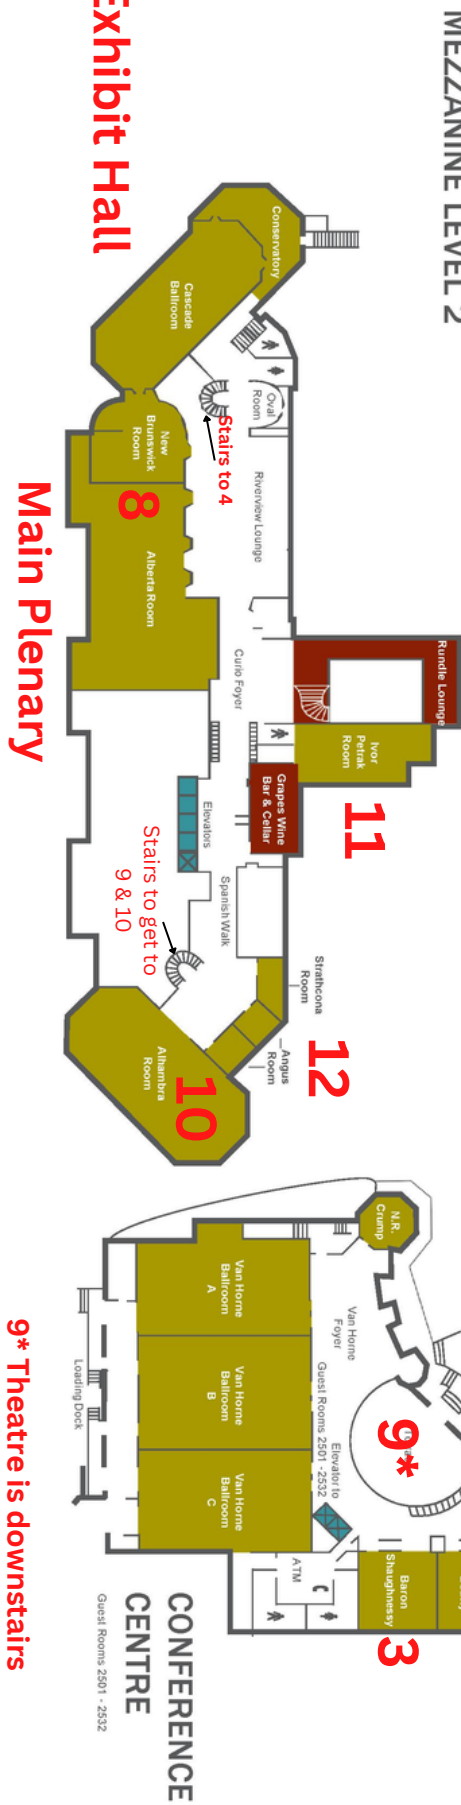 MEZZANINE LEVEL 2
Exhibit Hall
Conservatory
Cascade
Ballroom
Oval
Room
Stairs to 4
New
Brunswick
Room
8
Riverview Lounge
Main Plenary
Alberta Room
Curio Foyer
Rundle Lounge
Ivor
Petrak
Room
11
Grapes Wine
Bar & Cellar
Elevators
Stairs to get to
9 & 10
Spanish Walk
Strathcona
Room
Angus
Room
12
Alhambra
Room
10
N.R.
Crump
Van Horne
Foyer
Van Horne
Ballroom
A
Van Horne
Ballroom
B
Van Horne
Ballroom
C
Elevator to
Guest Rooms 2501 -2532
9*
Loading Dock
ATM
Baron
Shaughnessy
3
CONFERENCE
CENTRE
Guest Rooms 2501 - 2532
9* Theatre is downstairs